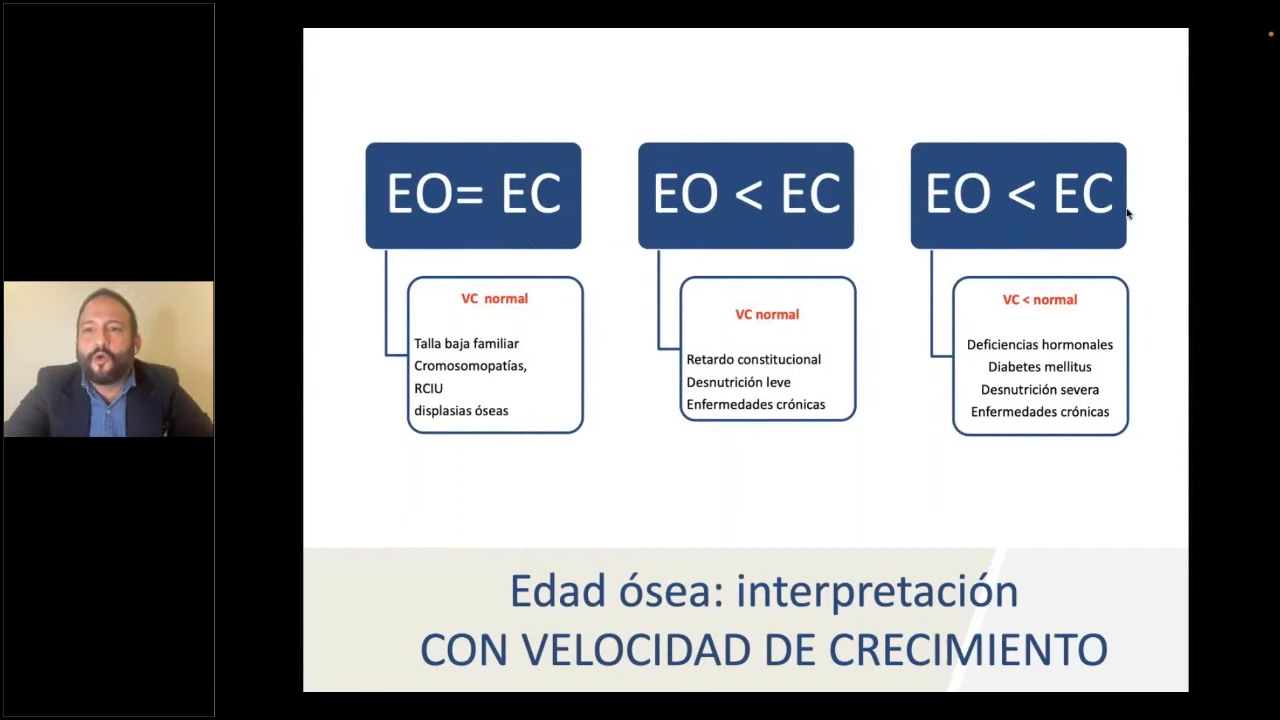 EO= EC
VC  normal
Talla baja familiar
Cromosomopatías,
RCIU
displasias óseas
EO < EC
VC normal
Retardo constitucional
Desnutrición leve
Enfermedades crónicas
EO < EC
VC < normal
Deficiencias hormonales
Diabetes mellitus
Desnutrición severa
Enfermedades crónicas
Edad ósea: interpretación
CON VELOCIDAD DE CRECIMIENTO